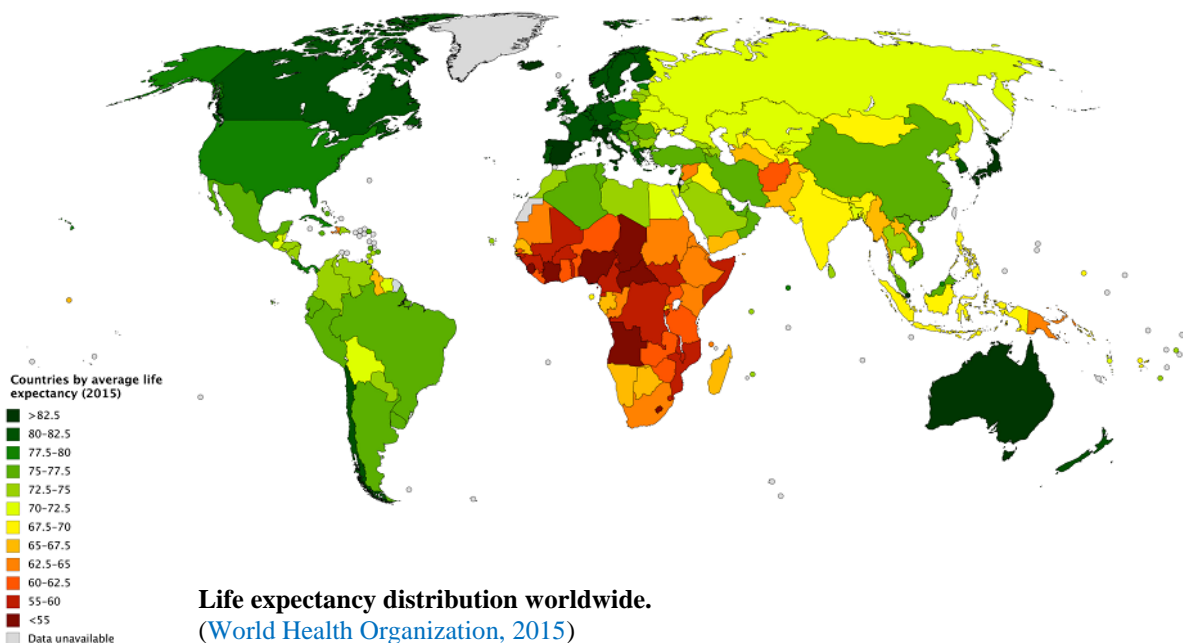 Countries by average life
expectancy (2015)
>82.5
80–82.5
77.5–80
75–77.5
72.5–75
70–72.5
67.5–70
65–67.5
62.5–65
60–62.5
55–60
<55
Data unavailable
Life expectancy distribution worldwide.
(World Health Organization, 2015)